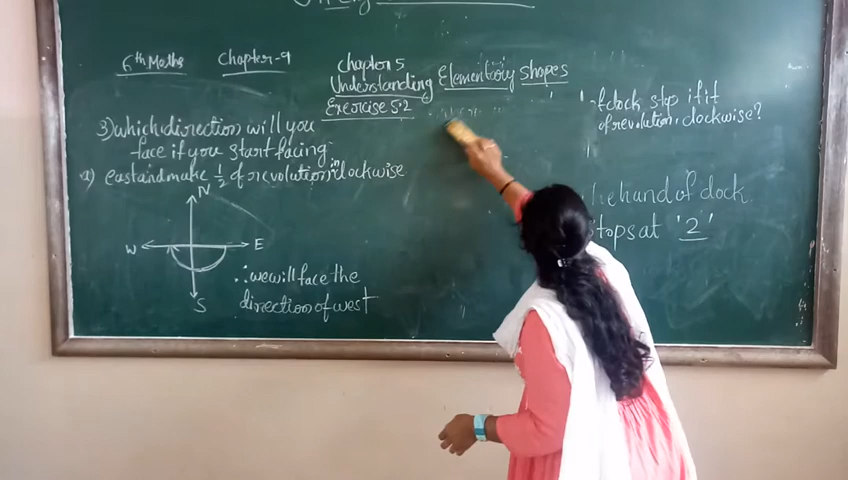 6th Maths
Chapter-9
Chapter 5
Understanding Elementary Shapes
Exercise 5.2
3) which direction will you
face if you start facing
a) east and make 1/2 of revolution in clockwise
N
W
E
S
∴ we will face the
direction of west
clock stop if it
of revolution, clockwise?
hand of clock
stops at '2'